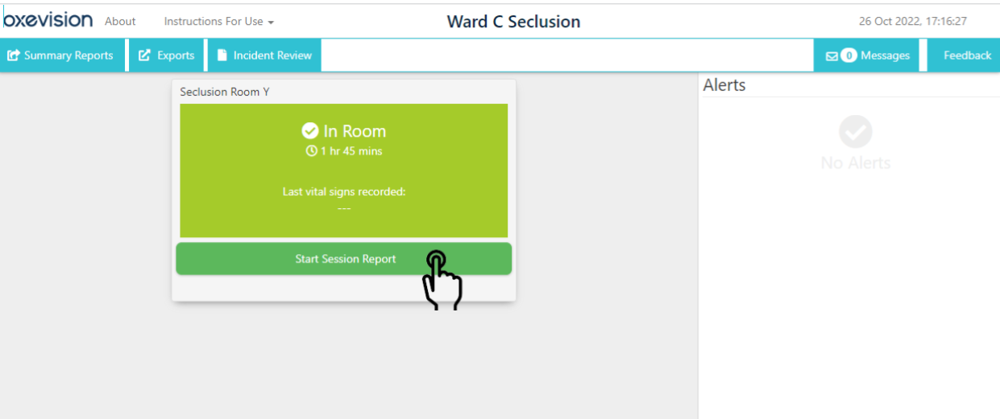 oxevision About Instructions For Use Ward C Seclusion 26 Oct 2022, 17:16:27
Summary Reports Exports Incident Review 0 Messages Feedback
Seclusion Room Y
In Room
1 hr 45 mins
Last vital signs recorded:
---
Start Session Report
Alerts
No Alerts